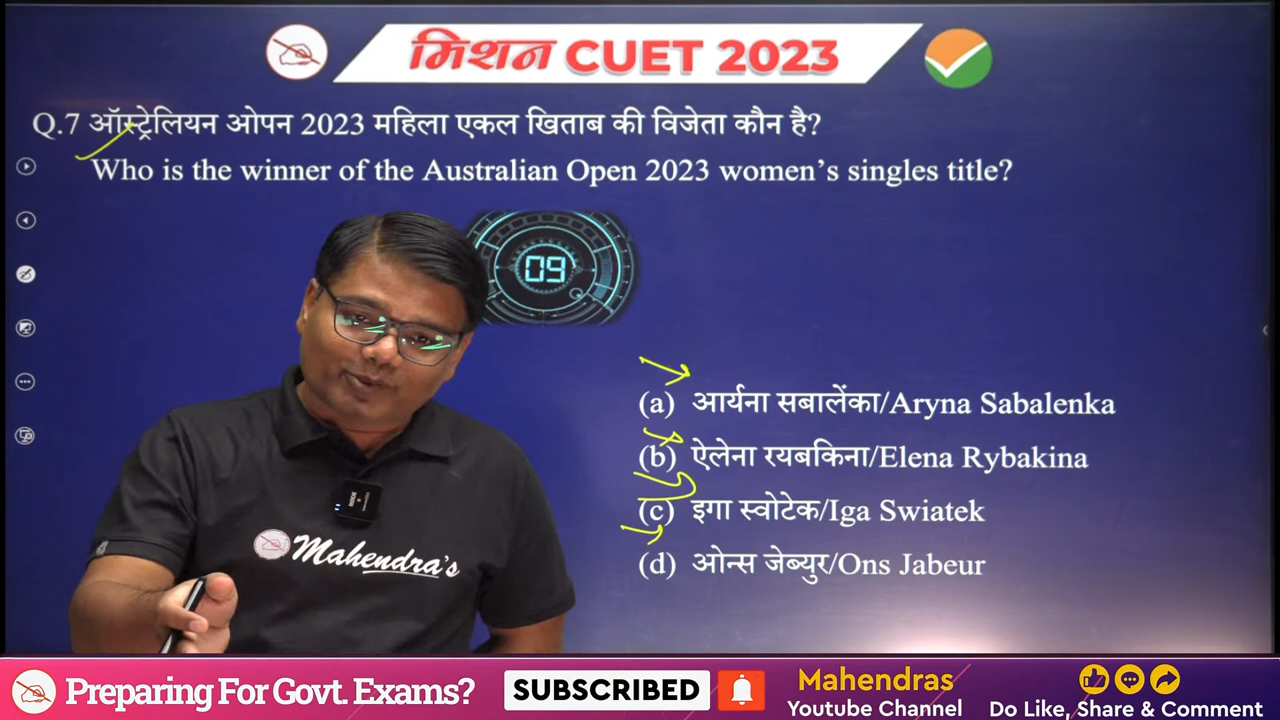 मिशन CUET 2023
Q.7 ऑस्ट्रेलियन ओपन 2023 महिला एकल खिताब की विजेता कौन है?
Who is the winner of the Australian Open 2023 women's singles title?
09
(a) आर्यना सबालेंका/Aryna Sabalenka
(b) ऐलेना रयबकिना/Elena Rybakina
(c) इगा स्वोटेक/Iga Swiatek
(d) ओन्स जेब्युर/Ons Jabeur
Mahendra's
Preparing For Govt. Exams?
SUBSCRIBED
Mahendras
Youtube Channel
Do Like, Share & Comment